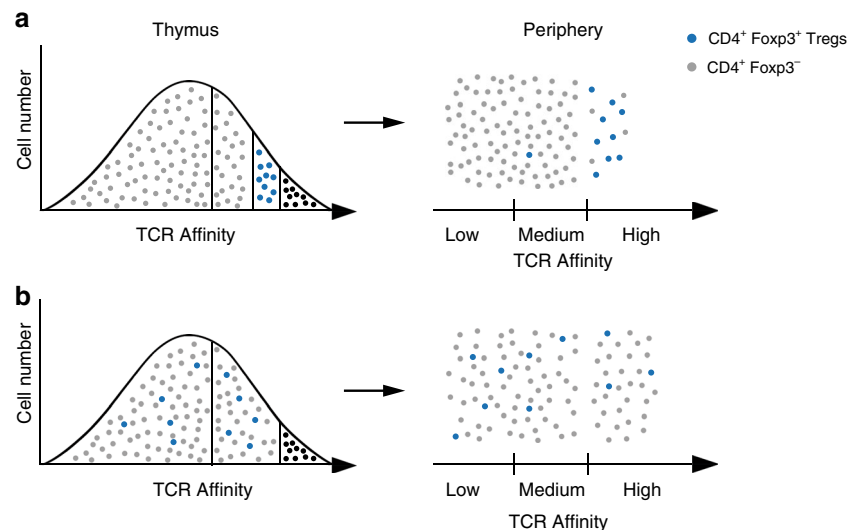 a
Thymus
Periphery
CD4⁺ Foxp3⁺ Tregs
CD4⁺ Foxp3⁻
Cell number
TCR Affinity
Low Medium High
TCR Affinity
b
Cell number
TCR Affinity
Low Medium High
TCR Affinity